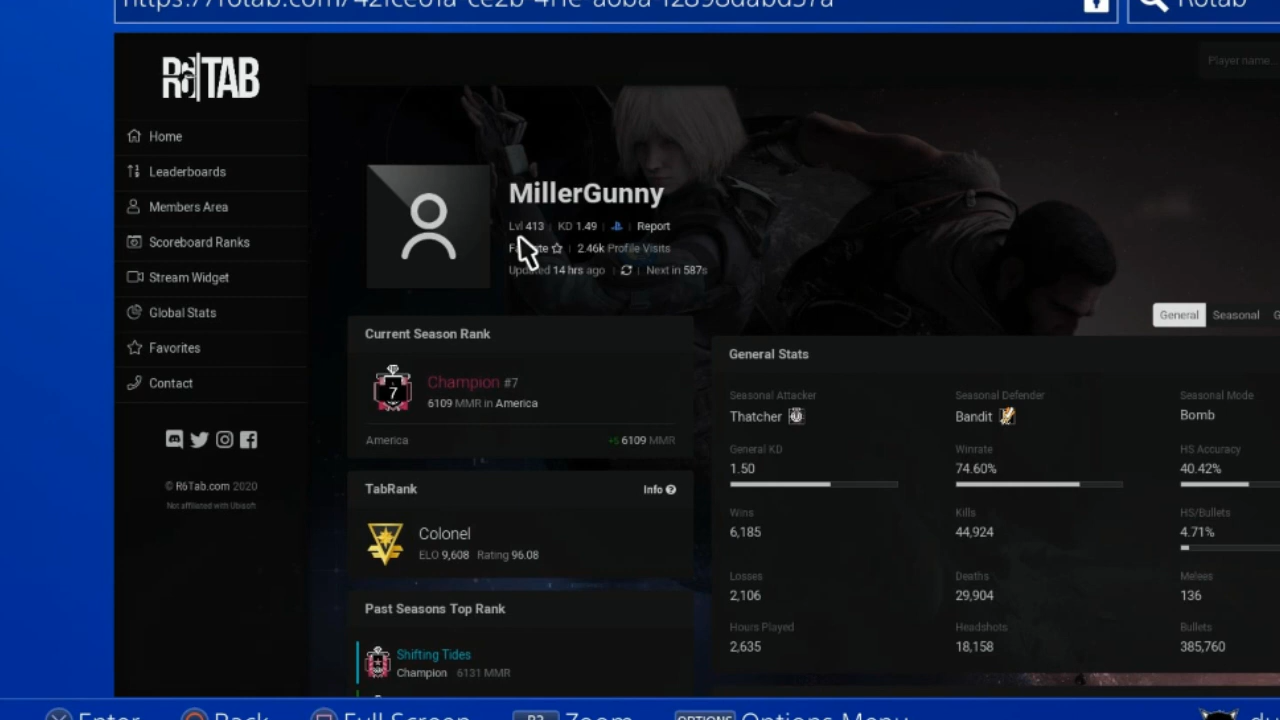 R6TAB
Player name...
Home
Leaderboards
Members Area
Scoreboard Ranks
Stream Widget
Global Stats
Favorites
Contact
© R6Tab.com 2020
Not affiliated with Ubisoft
MillerGunny
Lvl 413 | KD 1.49 | | Report
| 2.46k Profile Visits
Updated 14 hrs ago | | Next in 587s
Current Season Rank
7
Champion #7
6109 MMR in America
America +5 6109 MMR
TabRank Info
Colonel
ELO 9,608 Rating 96.08
Past Seasons Top Rank
Shifting Tides
Champion 6131 MMR
General Seasonal G
General Stats
Seasonal Attacker Seasonal Defender Seasonal Mode
Thatcher Bandit Bomb
General KD Winrate HS Accuracy
1.50 74.60% 40.42%
Wins Kills HS/Bullets
6,185 44,924 4.71%
Losses Deaths Melees
2,106 29,904 136
Hours Played Headshots Bullets
2,635 18,158 385,760
Enter Back Full Screen R3 Zoom OPTIONS Options Menu